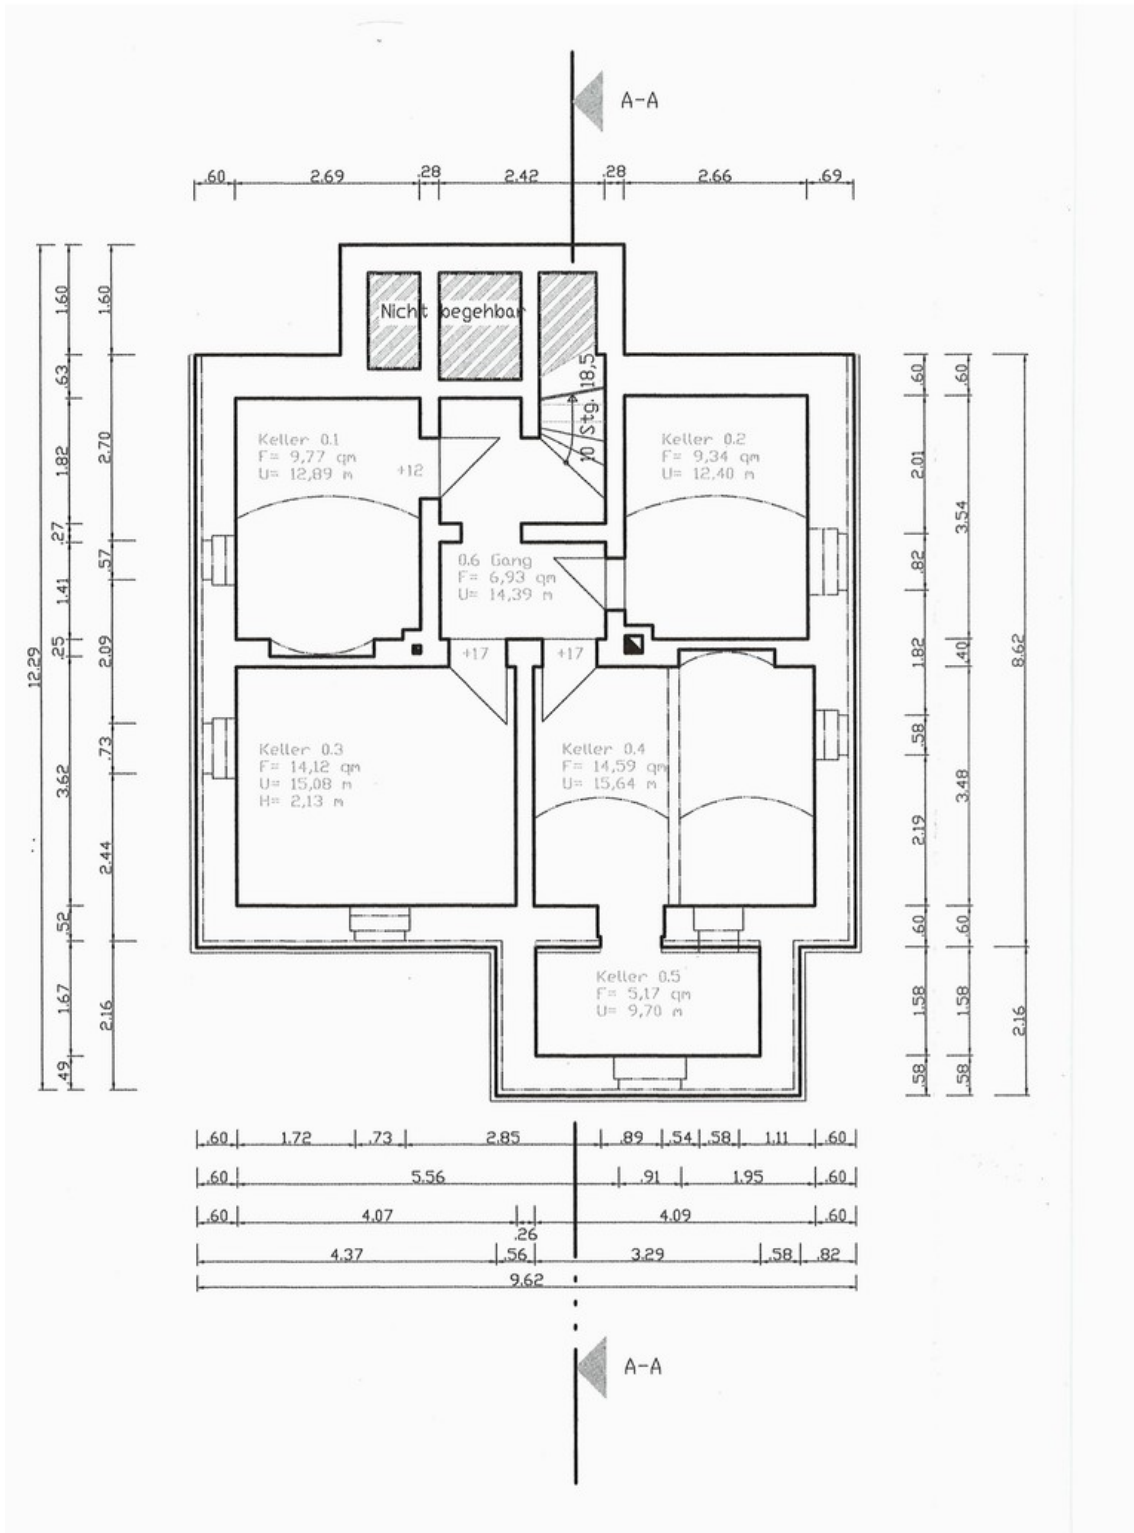 A-A
.60 2.69 .28 2.42 .28 2.66 .69
Nicht begehbar
10 Stg. 18,5
Keller 0.1
F= 9,77 qm
U= 12,89 m
+12
Keller 0.2
F= 9,34 qm
U= 12,40 m
0.6 Gang
F= 6,93 qm
U= 14,39 m
+17
+17
Keller 0.3
F= 14,12 qm
U= 15,08 m
H= 2,13 m
Keller 0.4
F= 14,59 qm
U= 15,64 m
Keller 0.5
F= 5,17 qm
U= 9,70 m
12.29
1.60 .63 1.82 .27 1.41 .25 3.62 .52 1.67 .49
1.60 2.70 .57 2.09 .73 2.44 2.16
.60 2.01 .82 1.82 .58 2.19 .60 1.58 .58
.60 3.54 .40 3.48 .60 1.58 .58
8.62 2.16
.60 1.72 .73 2.85 .89 .54 .58 1.11 .60
.60 5.56 .91 1.95 .60
.60 4.07 .26 4.09 .60
4.37 .56 3.29 .58 .82
9.62
A-A